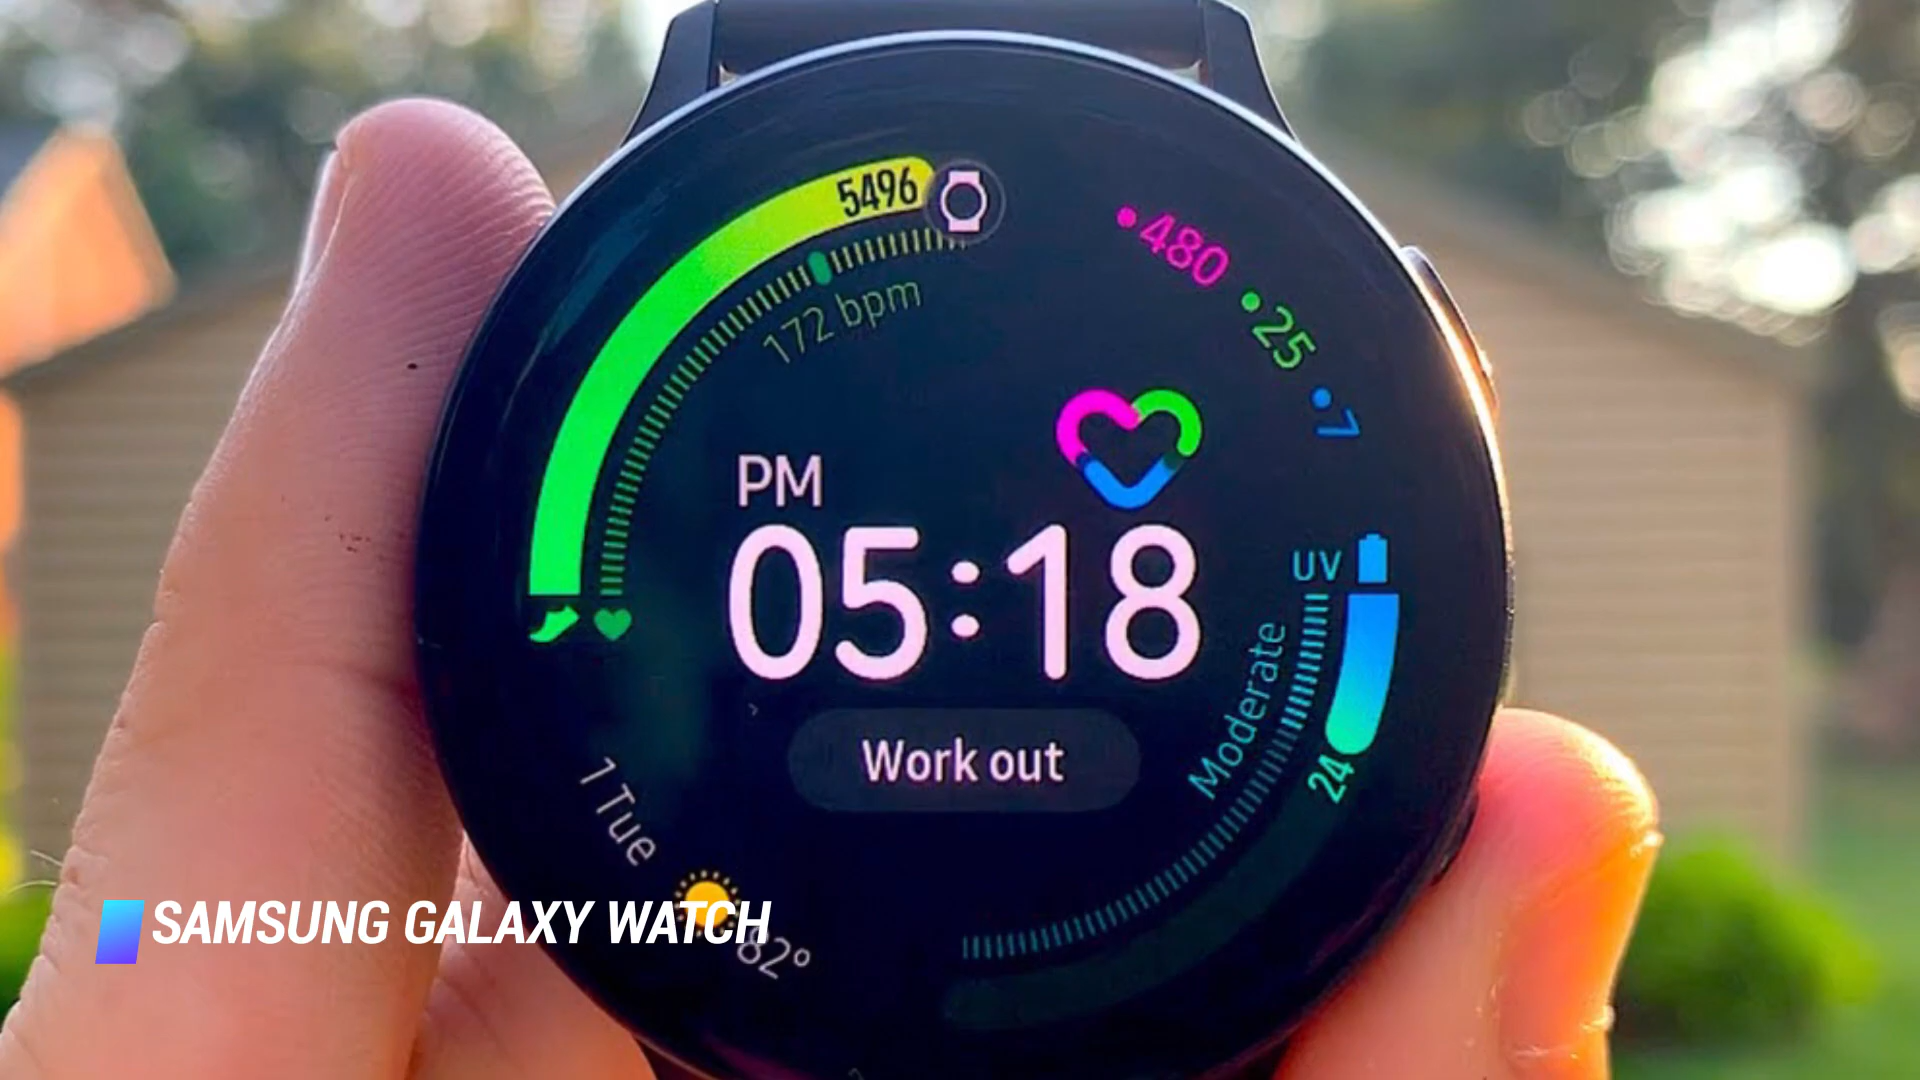 5496
480
172 bpm
25
7
PM
05:18
UV
Moderate
Work out
24
1 Tue
SAMSUNG GALAXY WATCH
82°